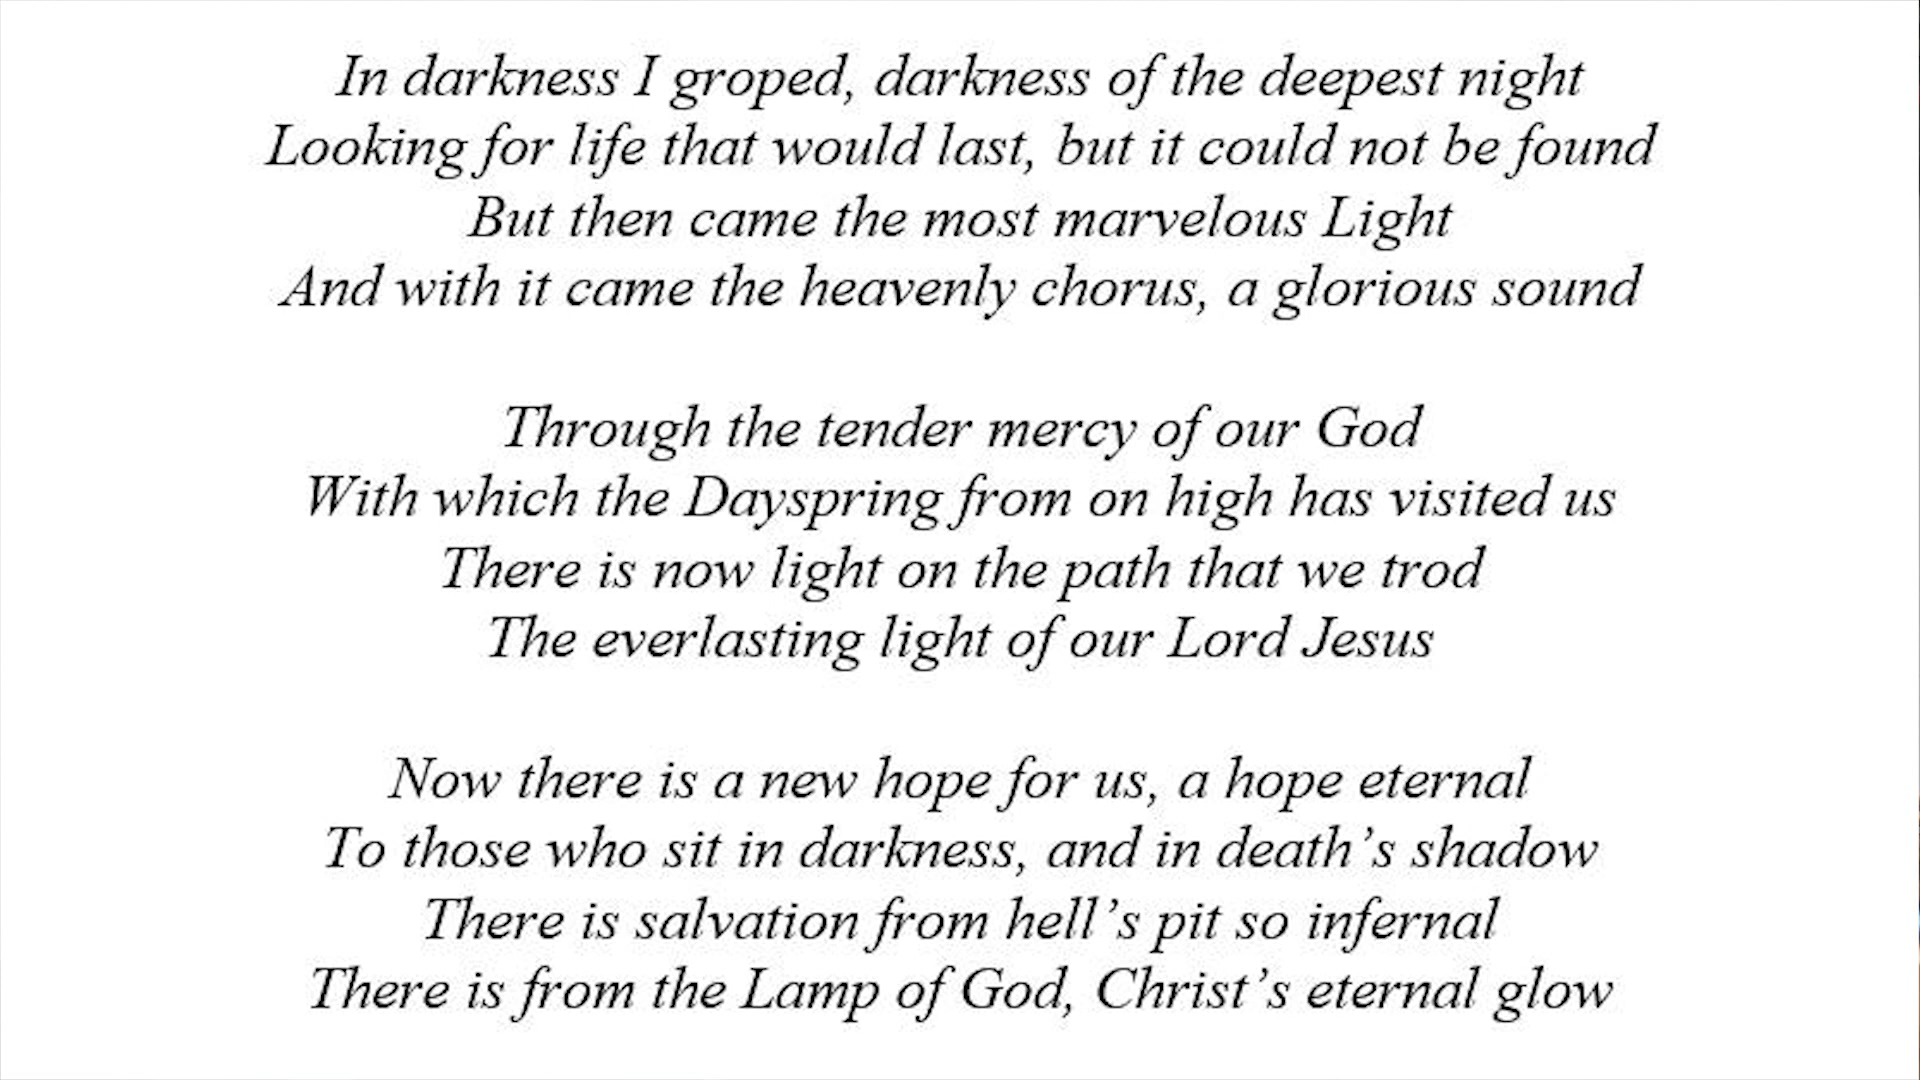 In darkness I groped, darkness of the deepest night
Looking for life that would last, but it could not be found
But then came the most marvelous Light
And with it came the heavenly chorus, a glorious sound
Through the tender mercy of our God
With which the Dayspring from on high has visited us
There is now light on the path that we trod
The everlasting light of our Lord Jesus
Now there is a new hope for us, a hope eternal
To those who sit in darkness, and in death’s shadow
There is salvation from hell’s pit so infernal
There is from the Lamp of God, Christ’s eternal glow